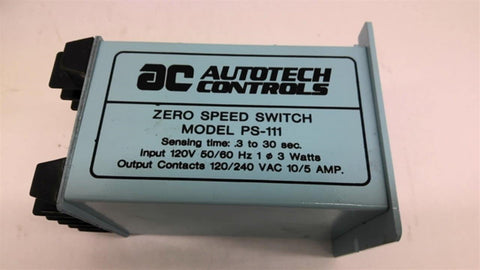 ac AUTOTECH
CONTROLS
ZERO SPEED SWITCH
MODEL PS-111
Sensing time: .3 to 30 sec.
Input 120V 50/60 Hz 1 ø 3 Watts
Output Contacts 120/240 VAC 10/5 AMP.